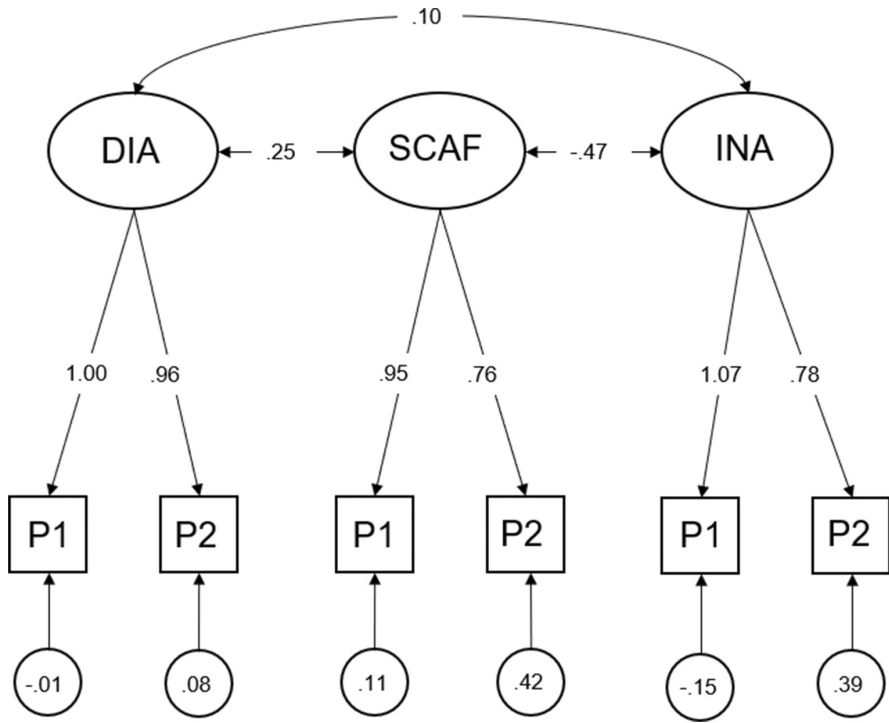 .10
DIA
.25
SCAF
-.47
INA
1.00
.96
.95
.76
1.07
.78
P1
P2
P1
P2
P1
P2
-.01
.08
.11
.42
-.15
.39